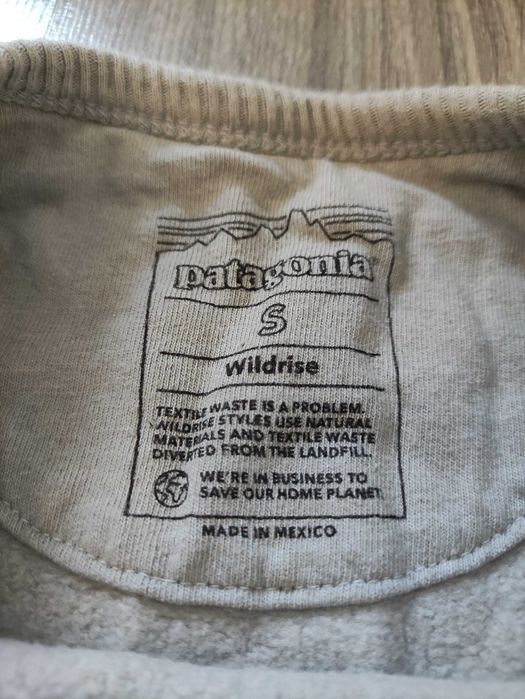 patagonia
S
Wildrise
TEXTILE WASTE IS A PROBLEM.
WILDRISE STYLES USE NATURAL
MATERIALS AND TEXTILE WASTE
DIVERTED FROM THE LANDFILL.
WE'RE IN BUSINESS TO
SAVE OUR HOME PLANET.
MADE IN MEXICO